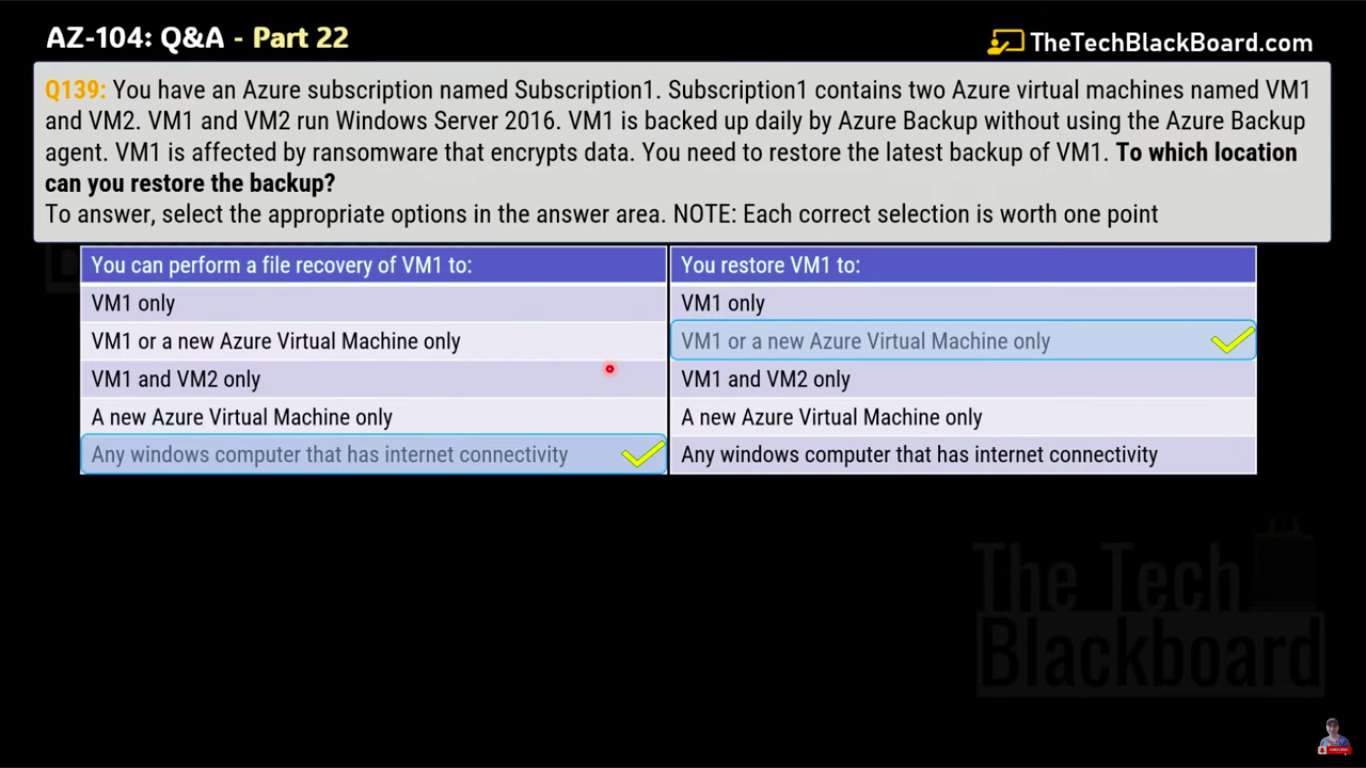 AZ-104: Q&A - Part 22
TheTechBlackBoard.com
Q139: You have an Azure subscription named Subscription1. Subscription1 contains two Azure virtual machines named VM1
and VM2. VM1 and VM2 run Windows Server 2016. VM1 is backed up daily by Azure Backup without using the Azure Backup
agent. VM1 is affected by ransomware that encrypts data. You need to restore the latest backup of VM1. To which location
can you restore the backup?
To answer, select the appropriate options in the answer area. NOTE: Each correct selection is worth one point
You can perform a file recovery of VM1 to:
VM1 only
VM1 or a new Azure Virtual Machine only
VM1 and VM2 only
A new Azure Virtual Machine only
Any windows computer that has internet connectivity
You restore VM1 to:
VM1 only
VM1 or a new Azure Virtual Machine only
VM1 and VM2 only
A new Azure Virtual Machine only
Any windows computer that has internet connectivity
The Tech
Blackboard